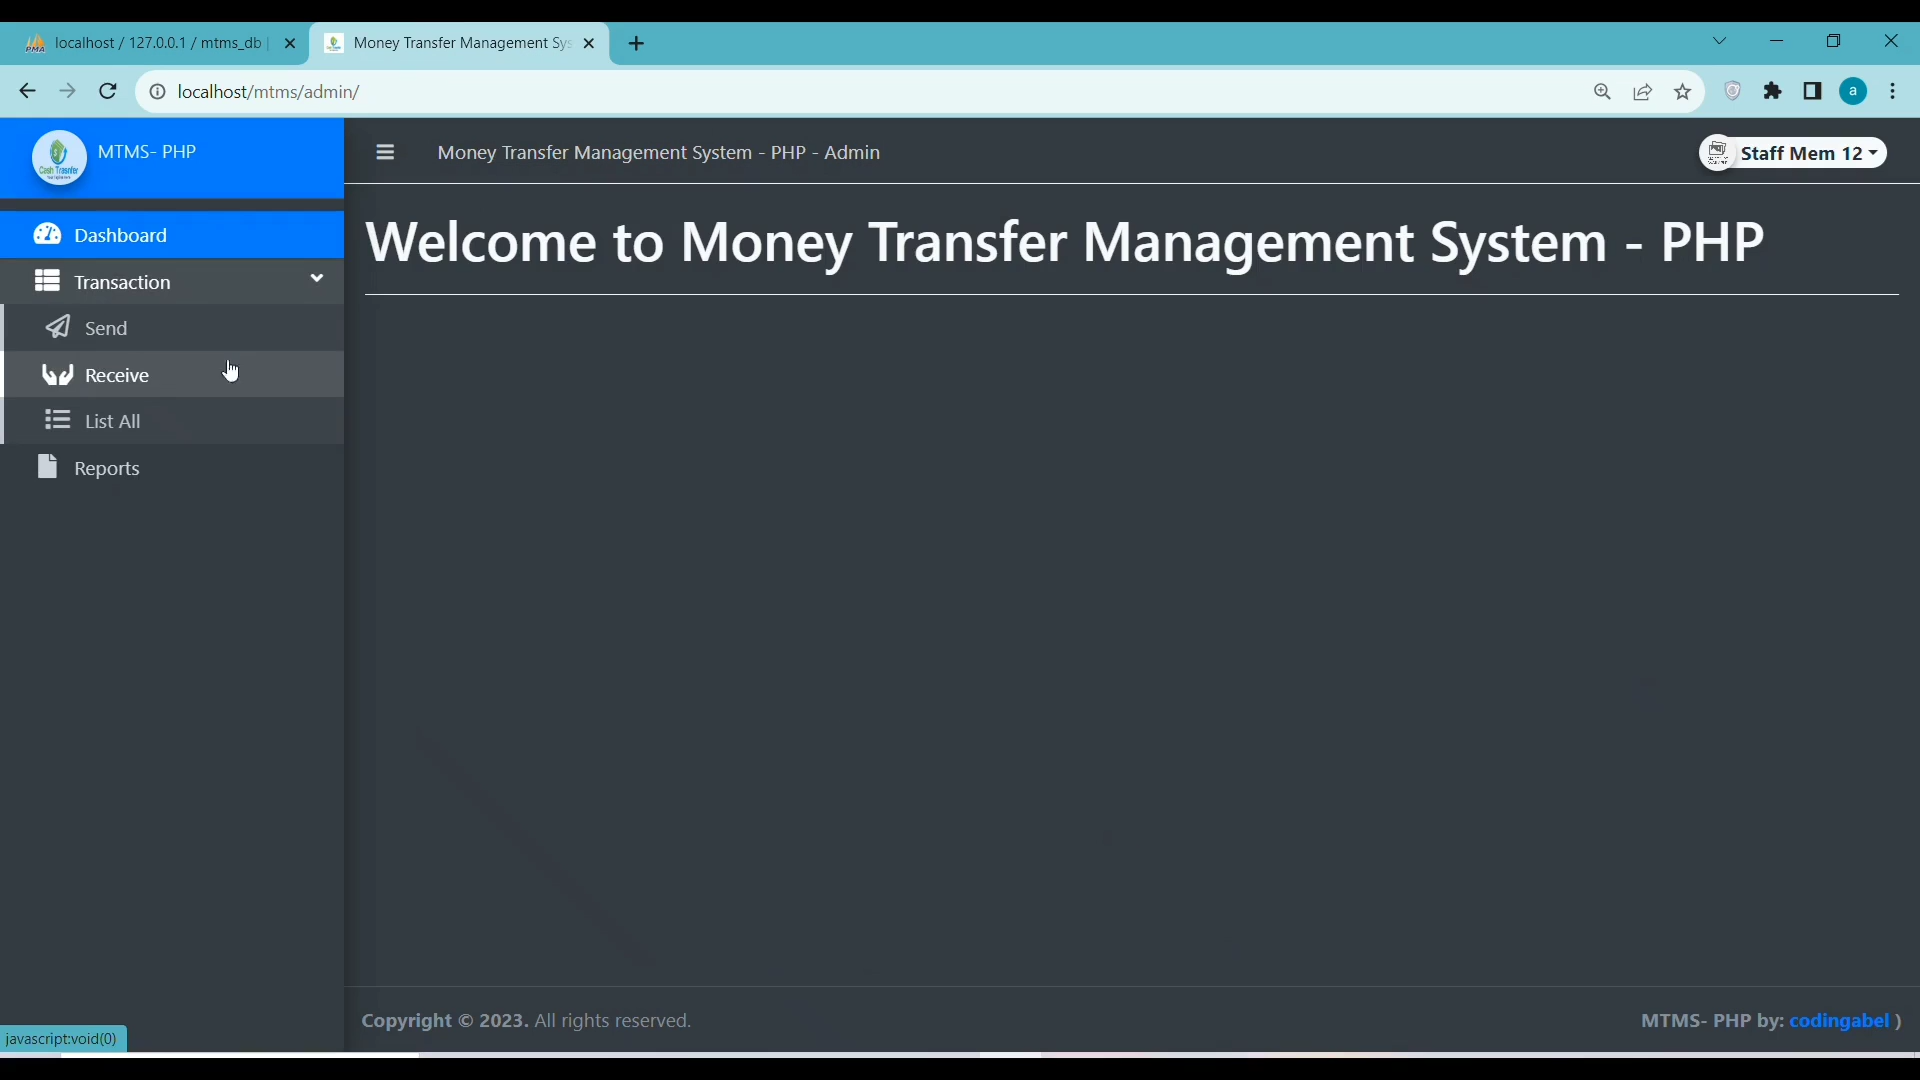 localhost / 127.0.0.1 / mtms_db
Money Transfer Management Sys
localhost/mtms/admin/
a
MTMS- PHP
Money Transfer Management System - PHP - Admin
Staff Mem 12
Dashboard
Welcome to Money Transfer Management System - PHP
Transaction
Send
Receive
List All
Reports
Copyright © 2023. All rights reserved.
MTMS- PHP by: codingabel )
javascript:void(0)